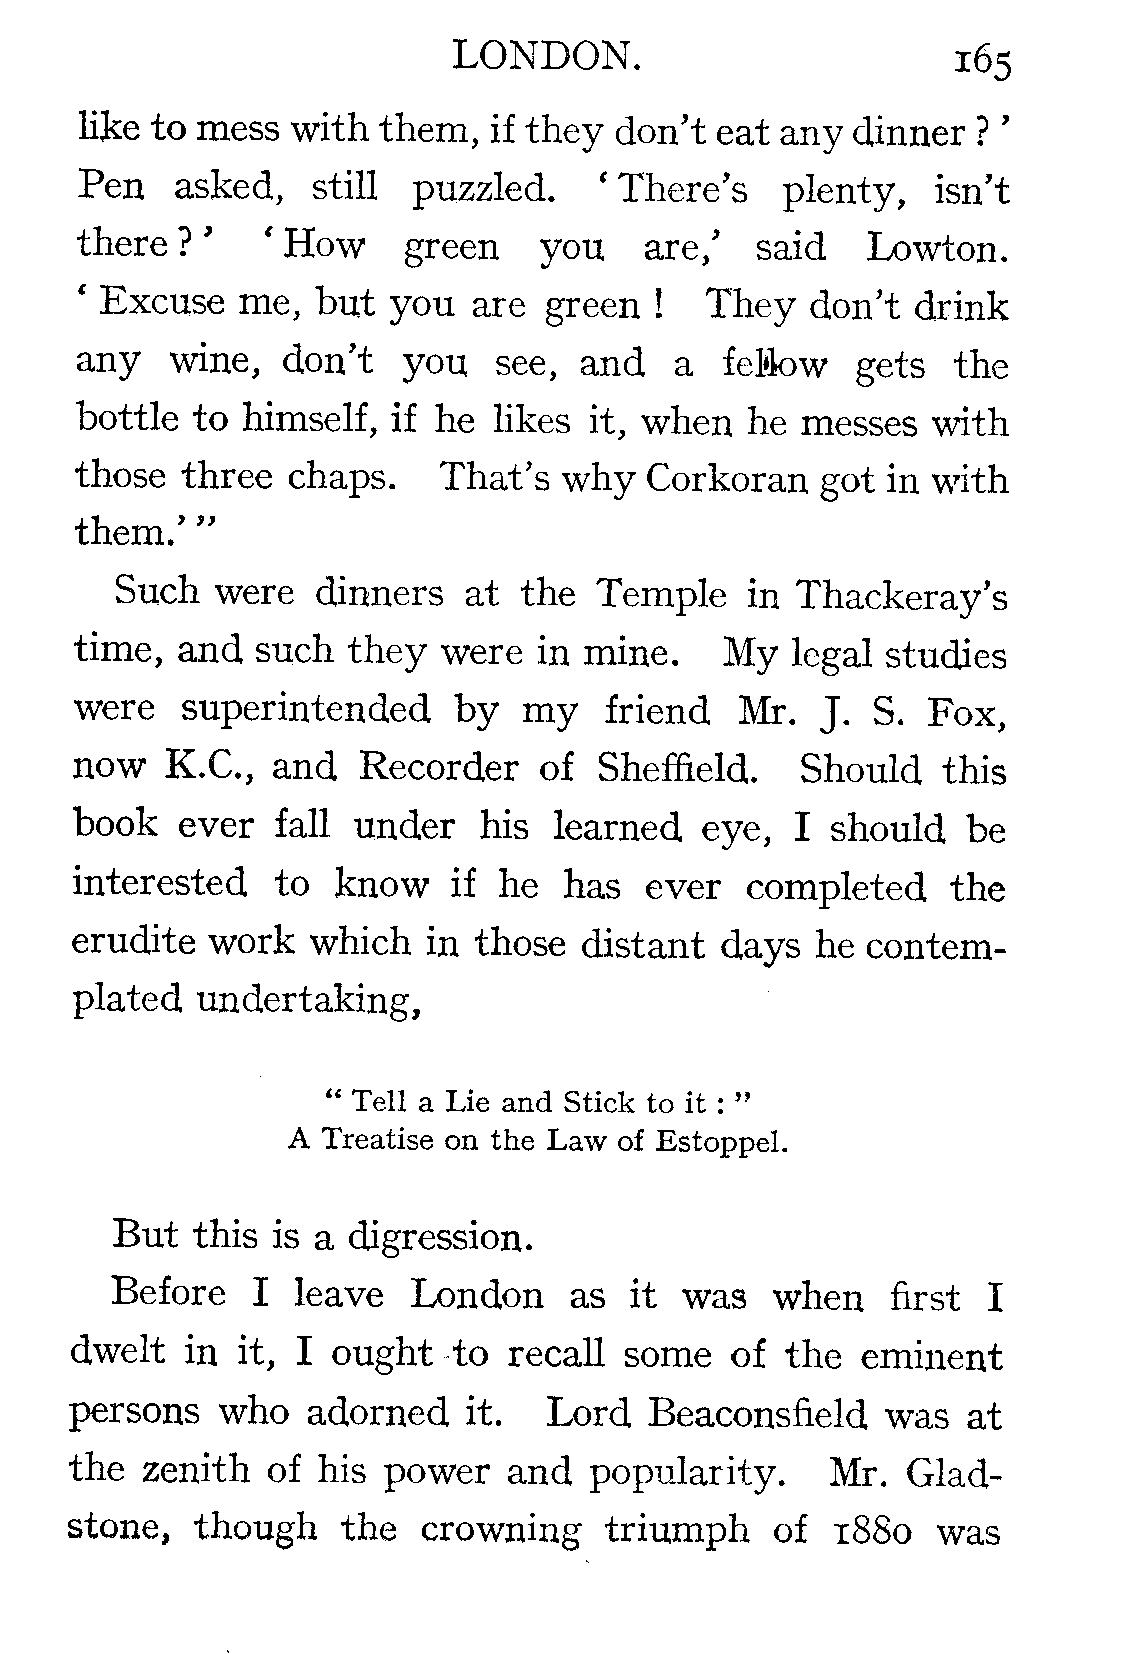 LONDON. 165
like to mess with them, if they don't eat any dinner ? '
Pen asked, still puzzled. ' There's plenty, isn't
there ? ' ' How green you are,' said Lowton.
' Excuse me, but you are green ! They don't drink
any wine, don't you see, and a fellow gets the
bottle to himself, if he likes it, when he messes with
those three chaps. That's why Corkoran got in with
them.' "
Such were dinners at the Temple in Thackeray's
time, and such they were in mine. My legal studies
were superintended by my friend Mr. J. S. Fox,
now K.C., and Recorder of Sheffield. Should this
book ever fall under his learned eye, I should be
interested to know if he has ever completed the
erudite work which in those distant days he contem-
plated undertaking,
" Tell a Lie and Stick to it : "
A Treatise on the Law of Estoppel.
But this is a digression.
Before I leave London as it was when first I
dwelt in it, I ought to recall some of the eminent
persons who adorned it. Lord Beaconsfield was at
the zenith of his power and popularity. Mr. Glad-
stone, though the crowning triumph of 1880 was